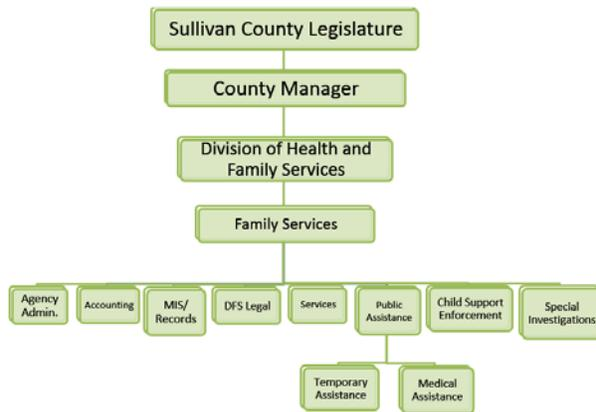 Sullivan County Legislature
County Manager
Division of Health and
Family Services
Family Services
Agency
Admin.
Accounting
MIS/
Records
DFS Legal
Services
Public
Assistance
Child Support
Enforcement
Special
Investigations
Temporary
Assistance
Medical
Assistance